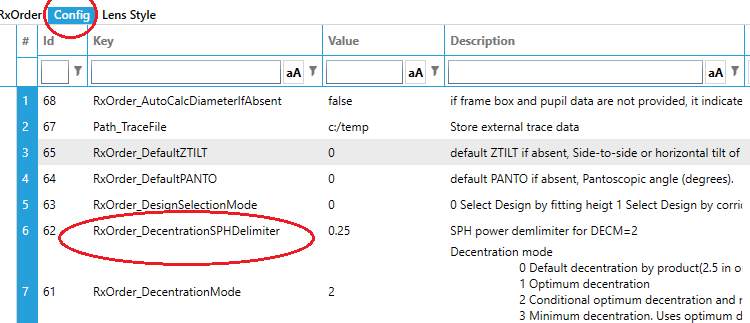 RxOrder Config Lens Style
# Id Key Value Description
aA aA aA
1 68 RxOrder_AutoCalcDiameterIfAbsent false if frame box and pupil data are not provided, it indicate
2 67 Path_TraceFile c:/temp Store external trace data
3 65 RxOrder_DefaultZTILT 0 default ZTILT if absent, Side-to-side or horizontal tilt of
4 64 RxOrder_DefaultPANTO 0 default PANTO if absent, Pantoscopic angle (degrees).
5 63 RxOrder_DesignSelectionMode 0 0 Select Design by fitting heigt 1 Select Design by corri
6 62 RxOrder_DecentrationSPHDelimiter 0.25 SPH power demlimiter for DECM=2
Decentration mode
0 Default decentration by product(2.5 in o
1 Optimum decentration
7 61 RxOrder_DecentrationMode 2 2 Conditional optimum decentration and
3 Minimum decentration. Uses optimum d